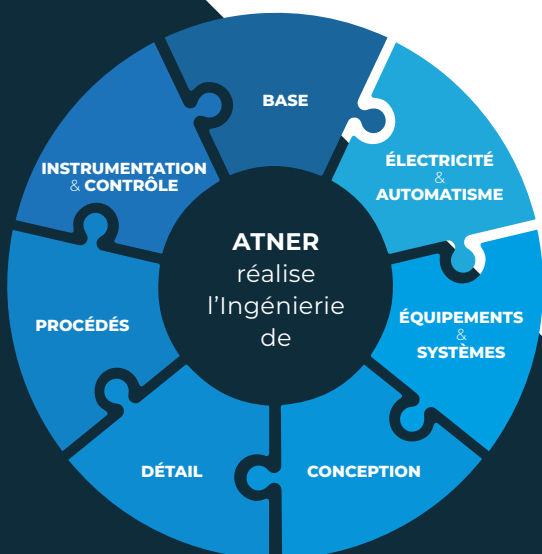 BASE
ÉLECTRICITÉ
&
AUTOMATISME
ÉQUIPEMENTS
&
SYSTÈMES
CONCEPTION
DÉTAIL
PROCÉDÉS
INSTRUMENTATION
& CONTRÔLE
ATNER
réalise
l'Ingénierie
de